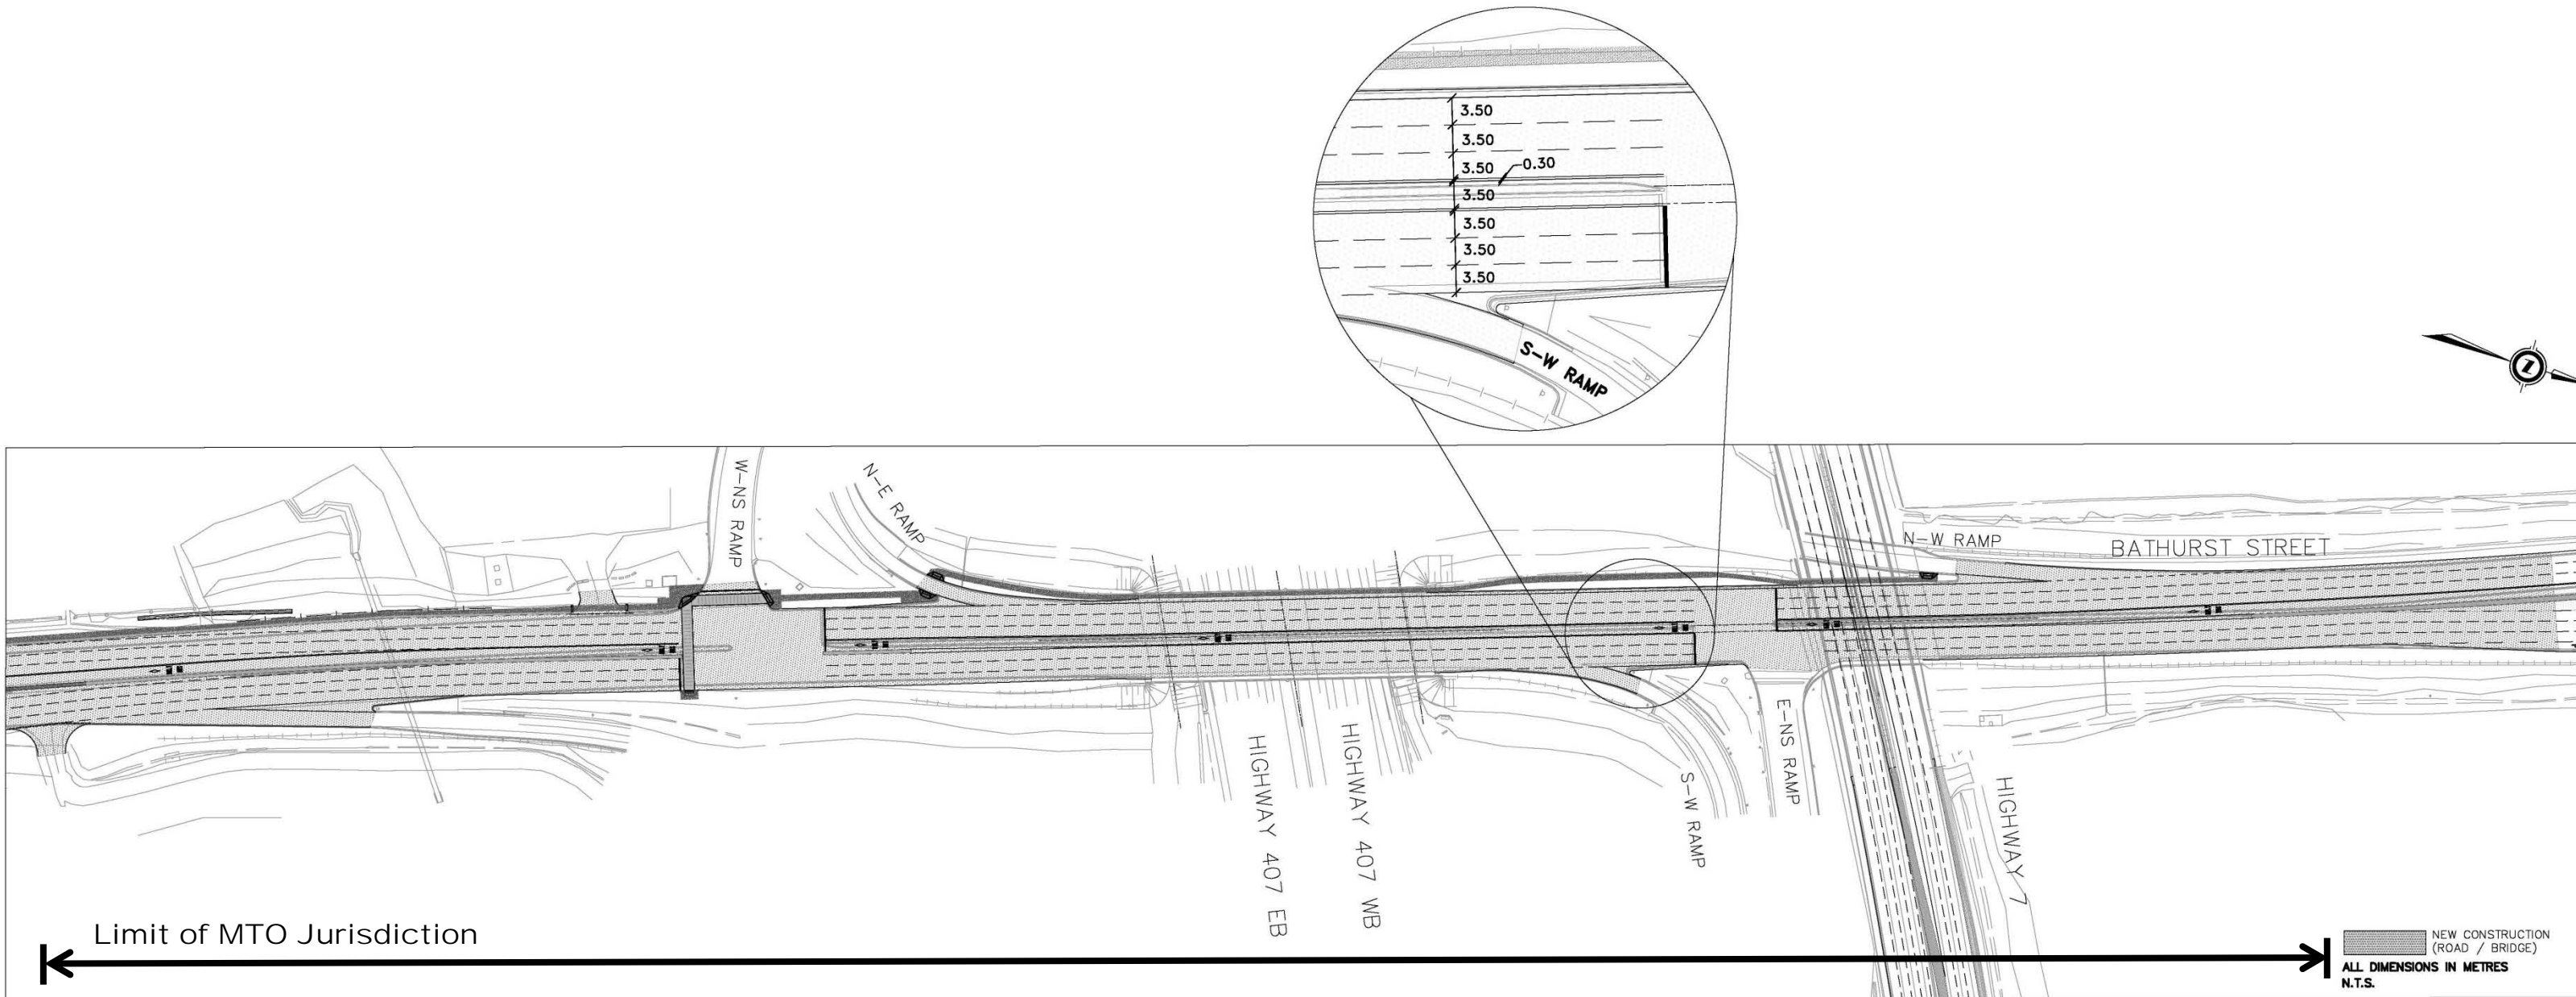 3.50
3.50
3.50
0.30
3.50
3.50
3.50
3.50
S-W RAMP
W-NS RAMP
N-E RAMP
N-W RAMP
BATHURST STREET
HIGHWAY 407 EB
HIGHWAY 407 WB
S-W RAMP
E-NS RAMP
HIGHWAY 7
Limit of MTO Jurisdiction
NEW CONSTRUCTION
(ROAD / BRIDGE)
ALL DIMENSIONS IN METRES
N.T.S.